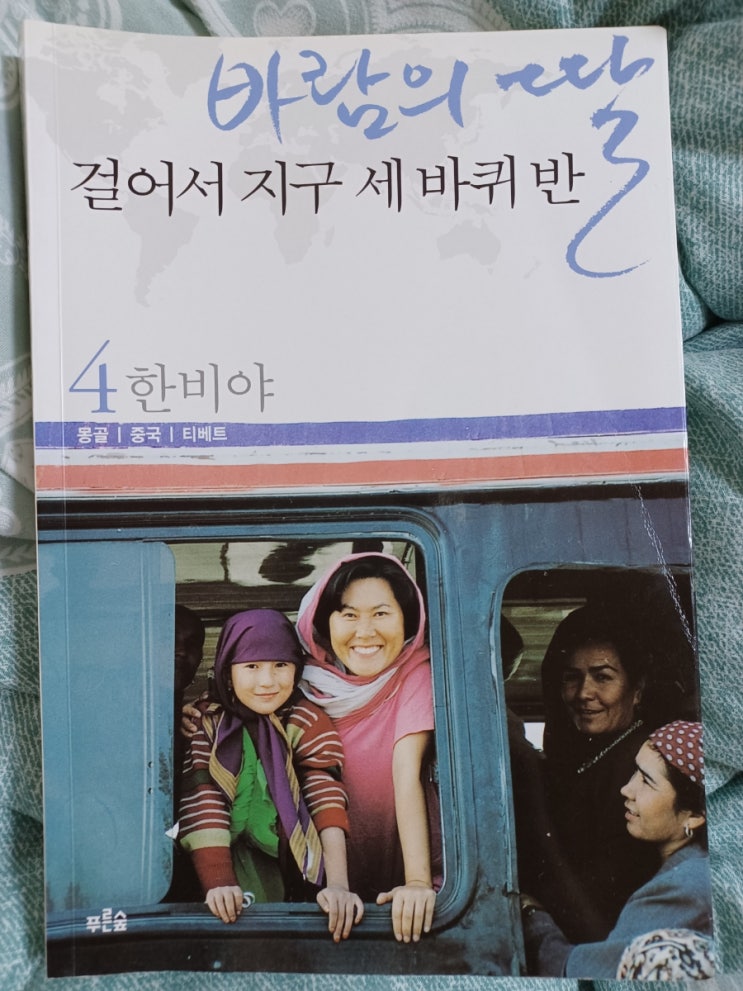 바람의 딸
걸어서 지구 세 바퀴 반
4 한비야
몽골 | 중국 | 티베트
푸른숲